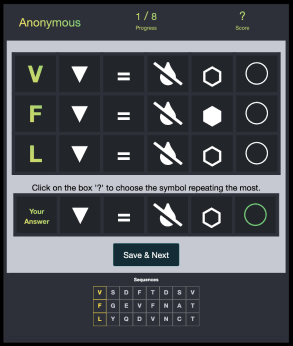 Anonymous
1 / 8
Progress
?
Score
V =
F =
L =
Click on the box '?' to choose the symbol repeating the most.
Your Answer =
Save & Next
Sequences
V S D F T D S V
F G E V F N A T
L Y Q D V N C T